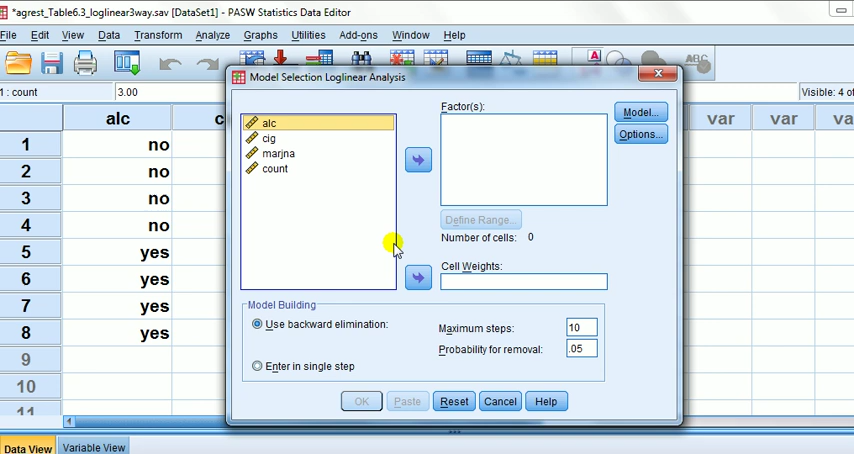 *agrest_Table6.3_loglinear3way.sav [DataSet1] - PASW Statistics Data Editor
File Edit View Data Transform Analyze Graphs Utilities Add-ons Window Help
A
ABC
1 : count 3.00 Visible: 4 of
alc c var var va
1 no
2 no
3 no
4 no
5 yes
6 yes
7 yes
8 yes
9
10
11
Data View Variable View
Model Selection Loglinear Analysis
alc
cig
marjna
count
Factor(s):
Model...
Options...
Define Range...
Number of cells: 0
Cell Weights:
Model Building
Use backward elimination:
Maximum steps: 10
Probability for removal: .05
Enter in single step
OK Paste Reset Cancel Help